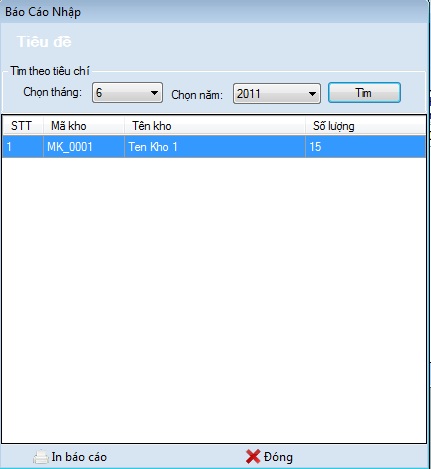 Báo Cáo Nhập
Tiêu đề
Tìm theo tiêu chí
Chọn tháng: 6 Chọn năm: 2011 Tìm
STT Mã kho Tên kho Số lượng
1 MK_0001 Ten Kho 1 15
In báo cáo Đóng